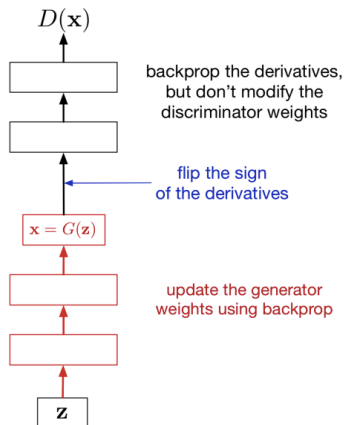 D(x)
backprop the derivatives,
but don't modify the
discriminator weights
flip the sign
of the derivatives
x = G(z)
update the generator
weights using backprop
z